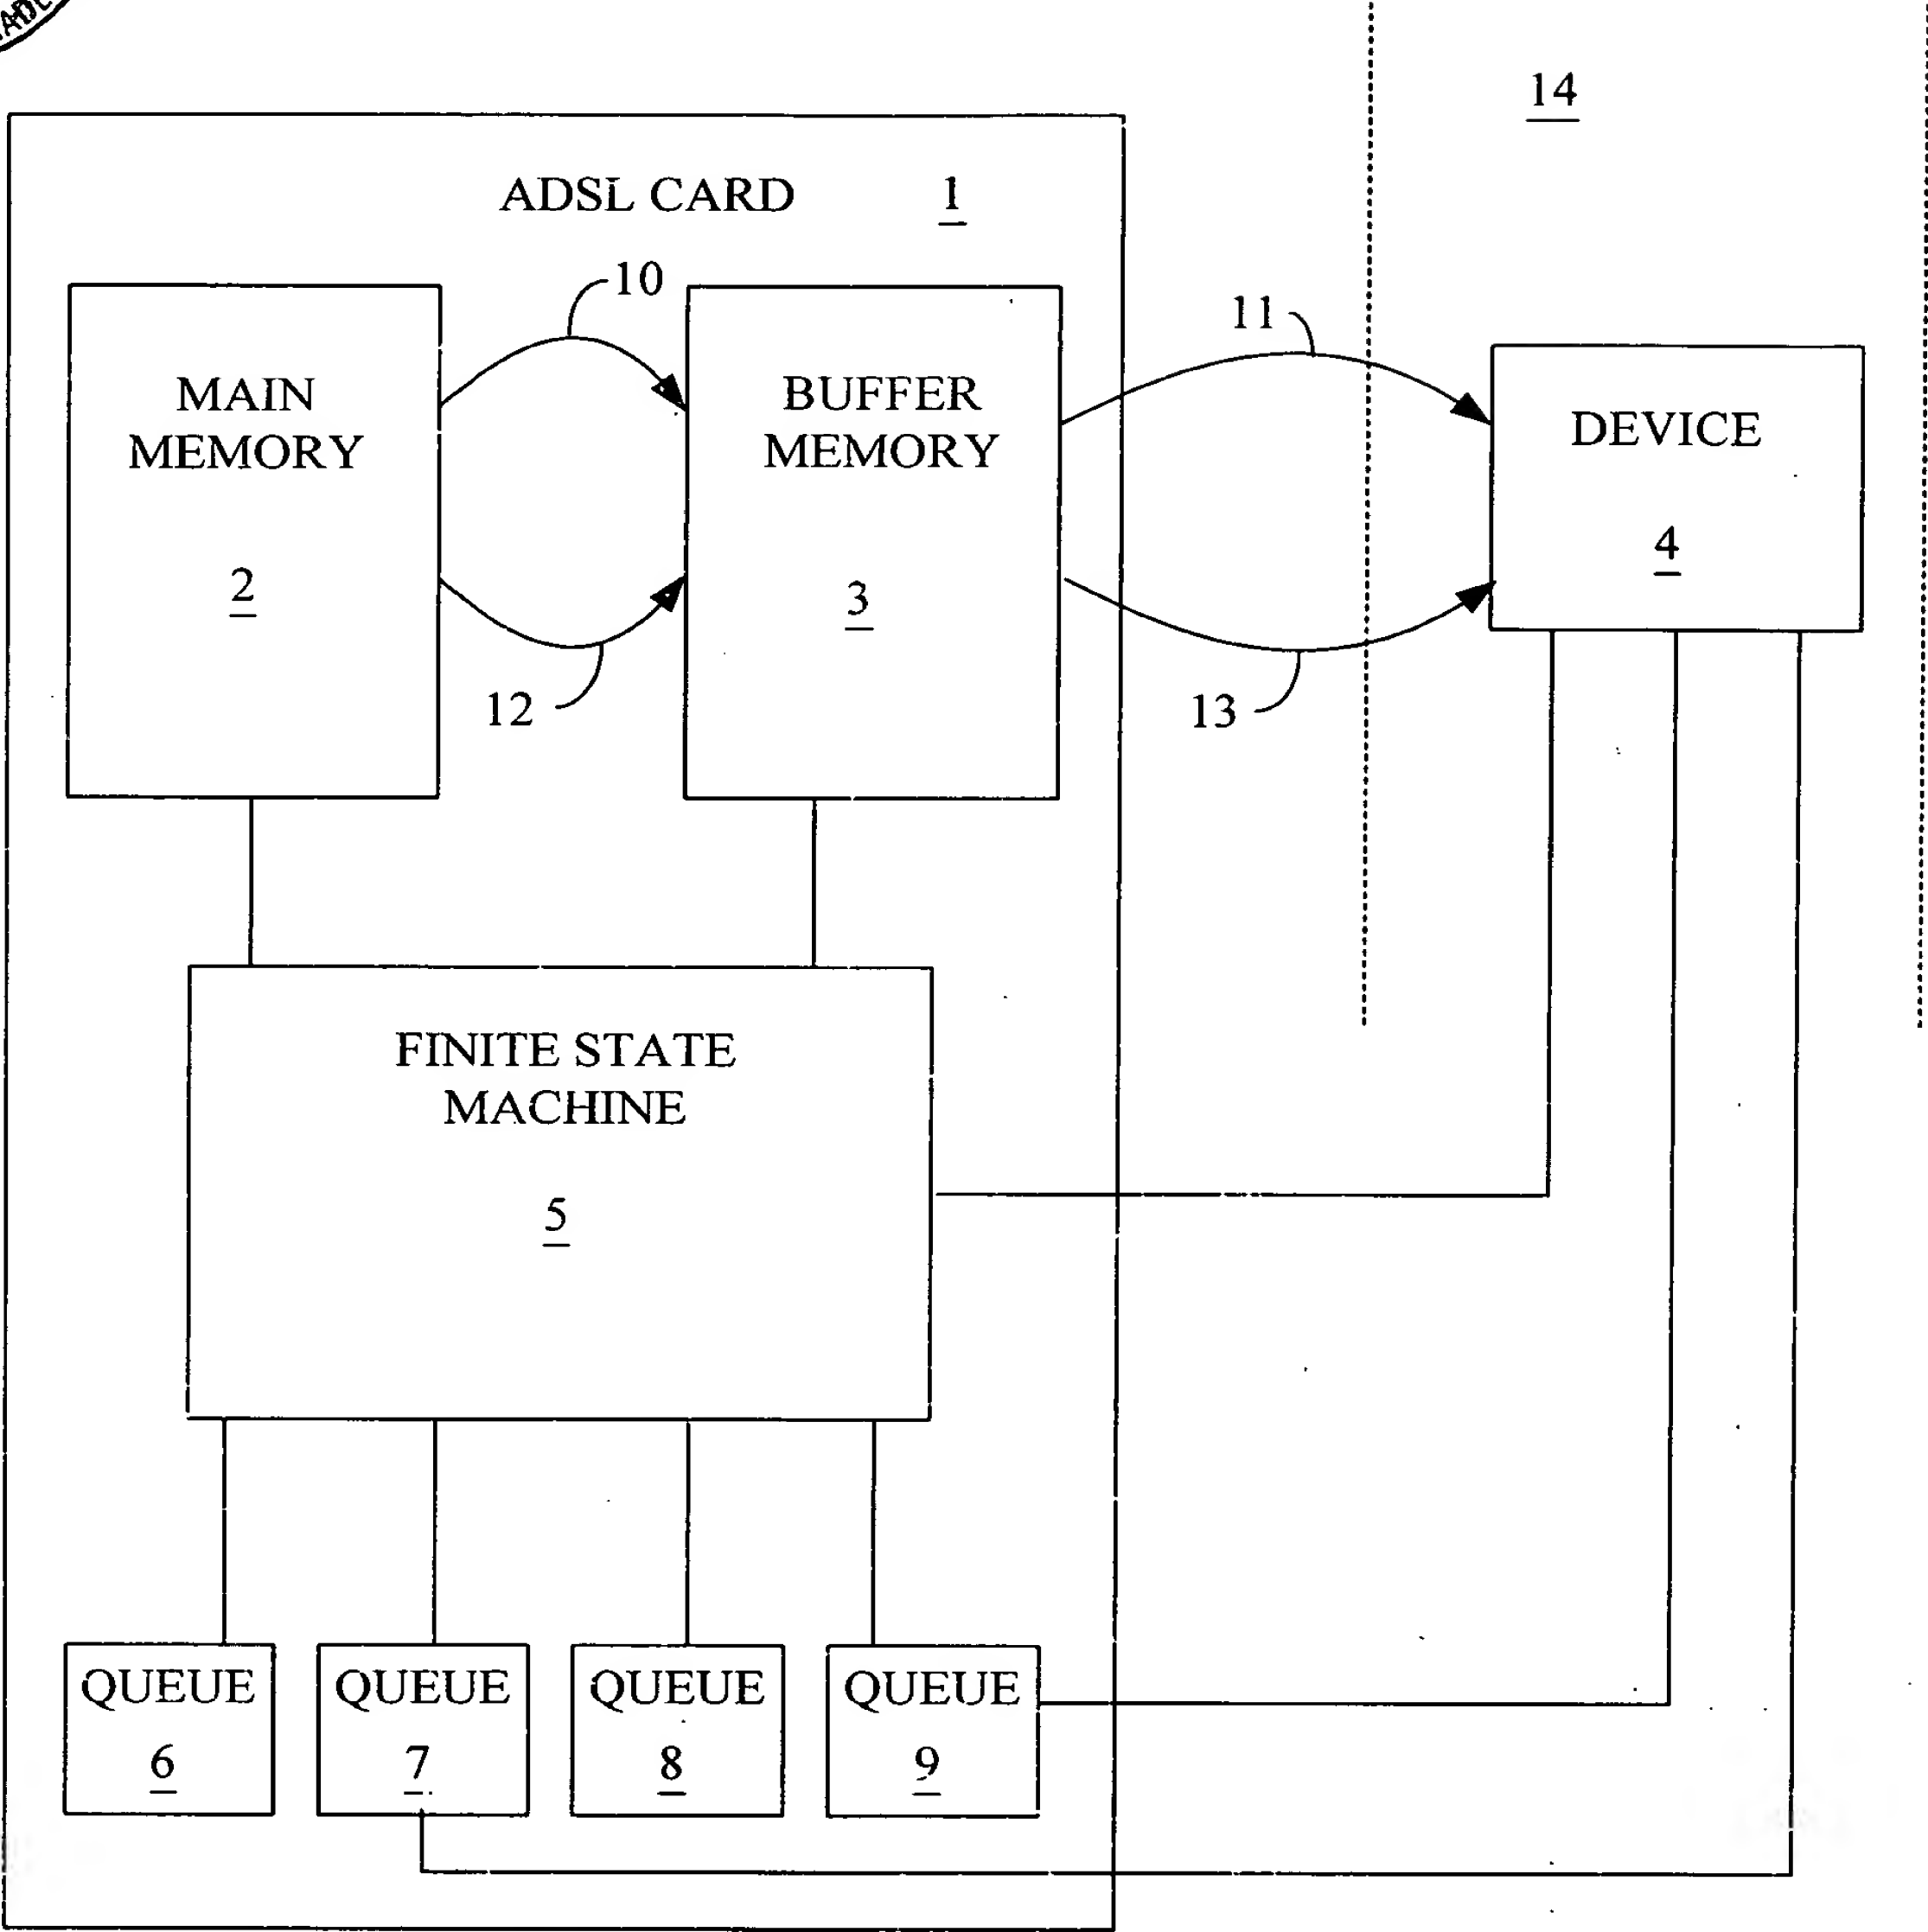 14
ADSL CARD 1
10
11
MAIN
MEMORY
2
BUFFER
MEMORY
3
DEVICE
4
12
13
FINITE STATE
MACHINE
5
QUEUE
6
QUEUE
7
QUEUE
8
QUEUE
9